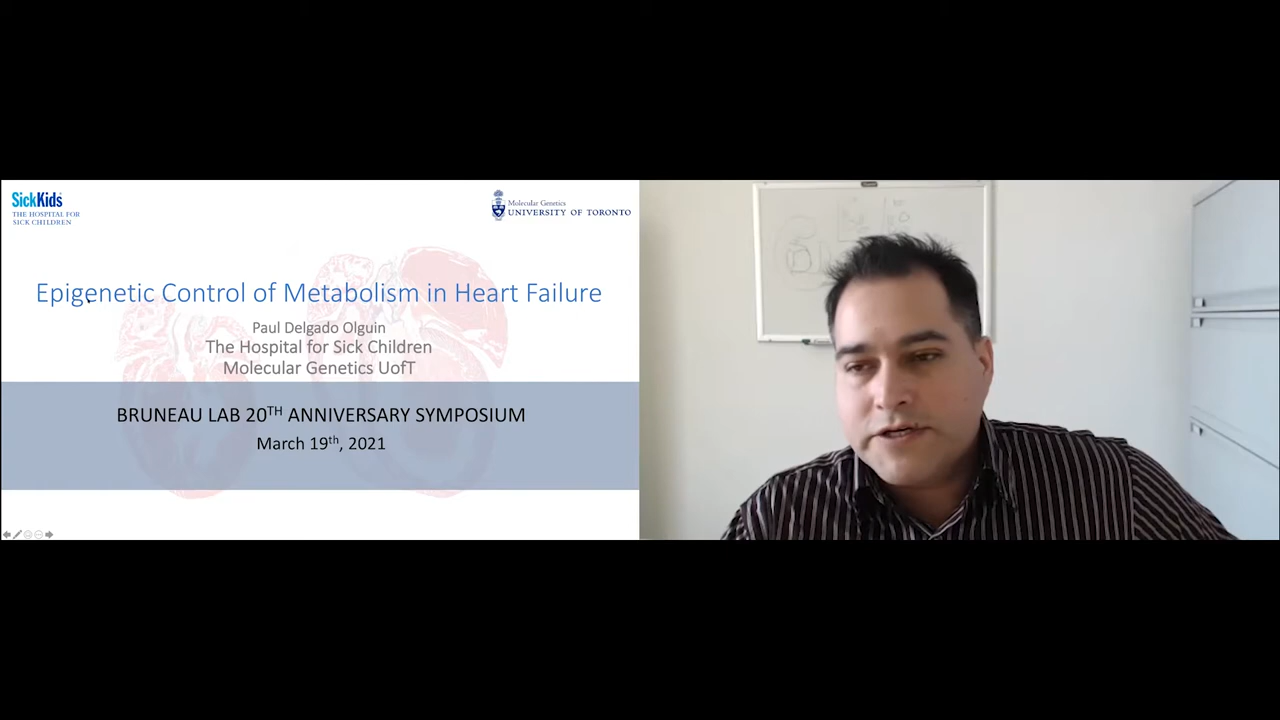 SickKids
THE HOSPITAL FOR
SICK CHILDREN
Molecular Genetics
UNIVERSITY OF TORONTO
Epigenetic Control of Metabolism in Heart Failure
Paul Delgado Olguin
The Hospital for Sick Children
Molecular Genetics UofT
BRUNEAU LAB 20TH ANNIVERSARY SYMPOSIUM
March 19th, 2021